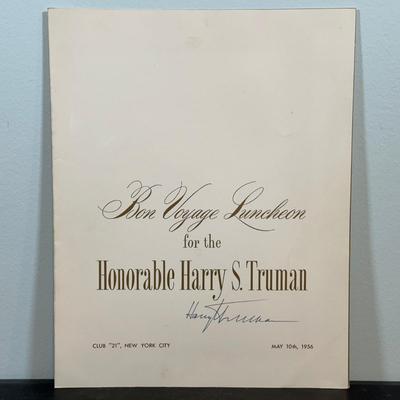 Bon Voyage Luncheon
for the
Honorable Harry S. Truman
Harry S Truman
CLUB "21", NEW YORK CITY MAY 10th, 1956